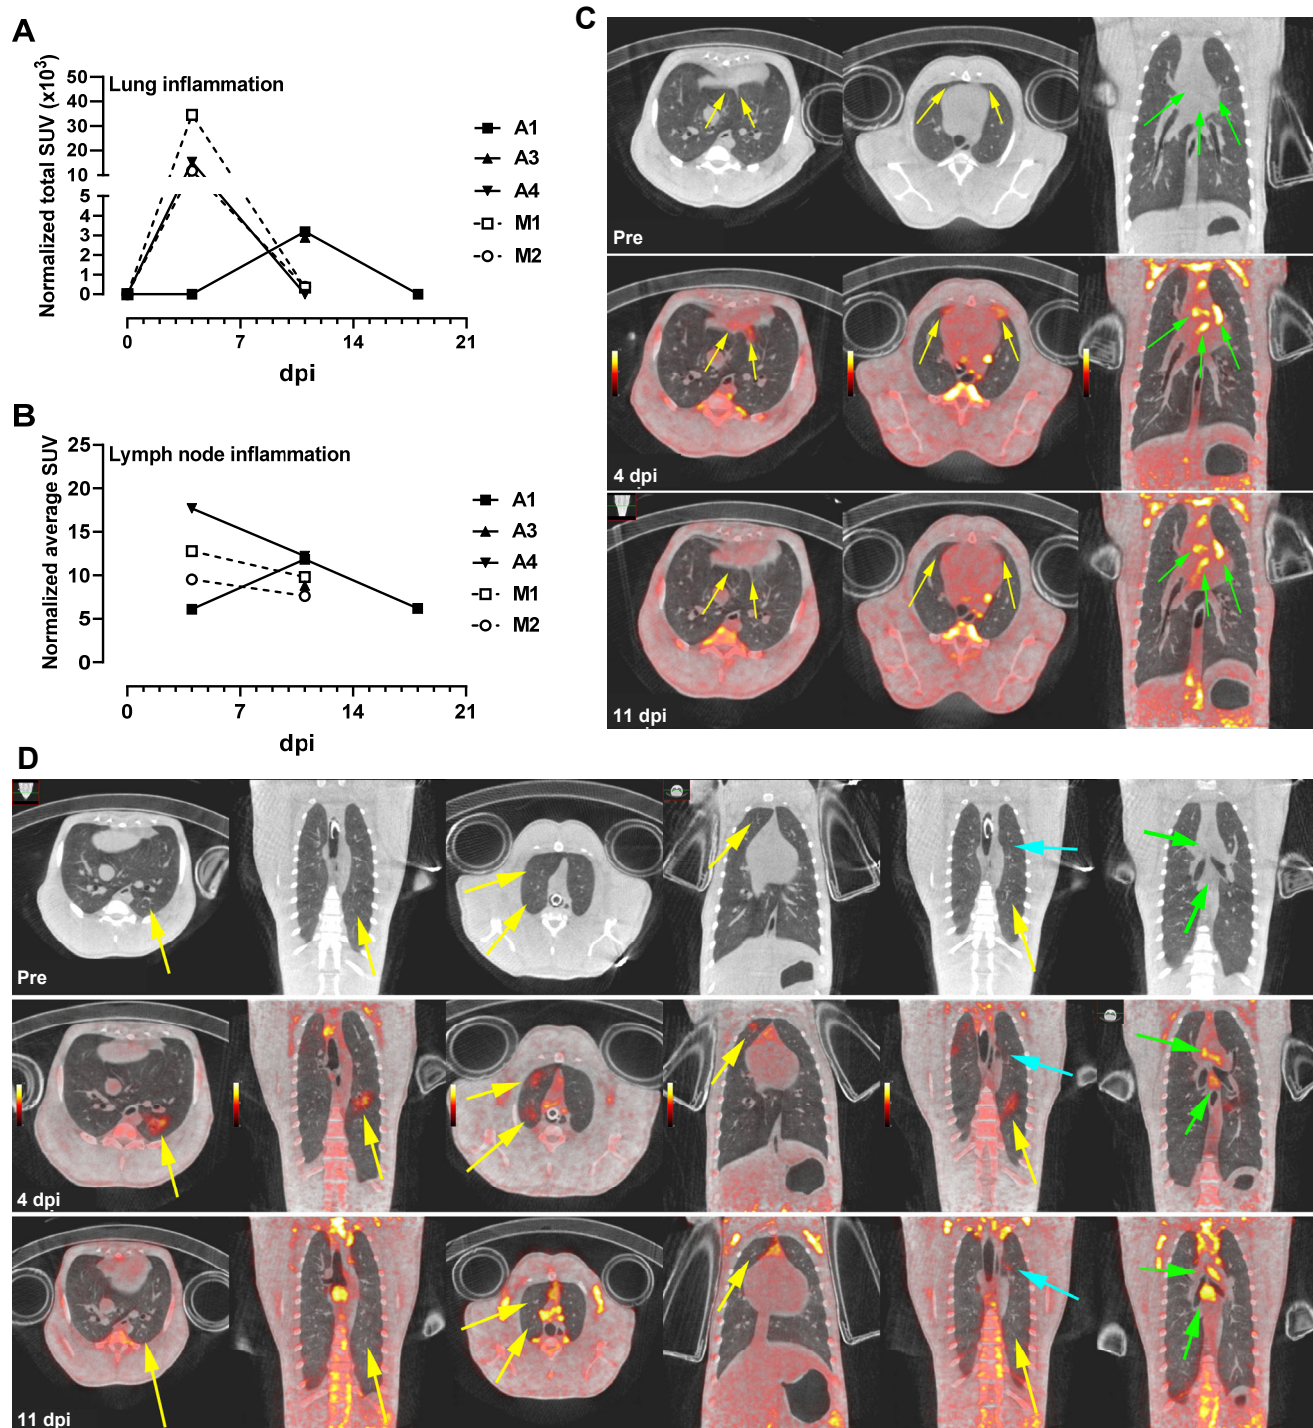 A
Lung inflammation
Normalized total SUV (x10³)
50
40
30
20
10
5
4
3
2
1
0
0
7
14
21
dpi
A1
A3
A4
M1
M2
B
Lymph node inflammation
Normalized average SUV
25
20
15
10
5
0
0
7
14
21
dpi
A1
A3
A4
M1
M2
C
Pre
4 dpi
11 dpi
D
Pre
4 dpi
11 dpi